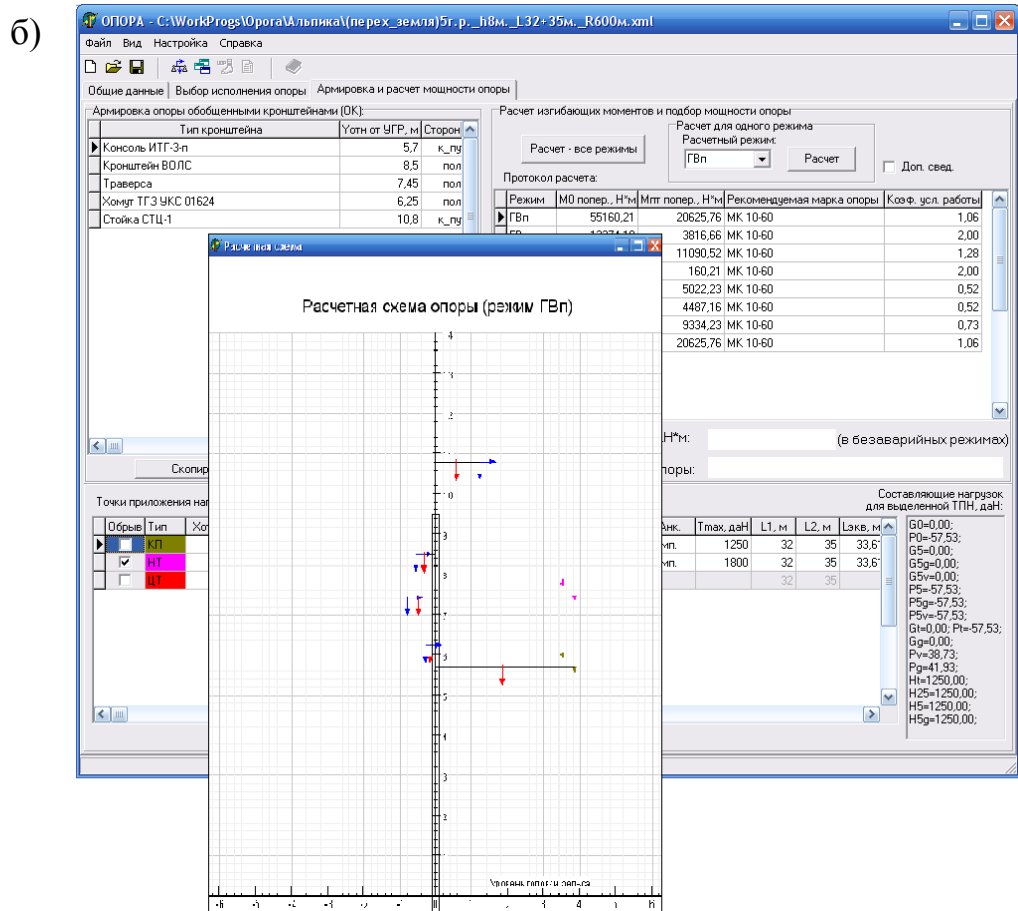 б)
ОПОРА - C:\WorkProgs\Opora\Альпика\(перех_земля)5г.р._h8м._L32+35м._R600м.xml
Файл Вид Настройка Справка
Общие данные Выбор исполнения опоры Армировка и расчет мощности опоры
Армировка опоры обобщенными кронштейнами (ОК):
Тип кронштейна Yотн от УГР, м Сторон
Консоль ИТГ-3-п 5,7 к_пу
Кронштейн ВОЛС 8,5 пол
Траверса 7,45 пол
Хомут ТГЗ УКС 01624 6,25 пол
Стойка СТЦ-1 10,8 к_пу
Расчет изгибающих моментов и подбор мощности опоры
Расчет - все режимы
Расчет для одного режима
Расчетный режим:
ГВп Расчет
Доп. свед.
Протокол расчета:
Режим М0 попер., Н*м Мпт попер., Н*м Рекомендуемая марка опоры Коэф. усл. работы
ГВп 55160,21 20625,76 МК 10-60 1,06
3816,66 МК 10-60 2,00
11090,52 МК 10-60 1,28
160,21 МК 10-60 2,00
5022,23 МК 10-60 0,52
4487,16 МК 10-60 0,52
9334,23 МК 10-60 0,73
20625,76 МК 10-60 1,06
Расчетная схема
Расчетная схема опоры (режим ГВп)
Н*м: (в безаварийных режимах)
Скопир
поры:
Точки приложения наг
Обрыв Тип Хот
КП
НТ
ЦТ
Анк. Tmax, даН L1, м L2, м Lэкв, м
мп. 1250 32 35 33,6
мп. 1800 32 35 33,6
32 35
Составляющие нагрузок
для выделенной ТПН, даН:
G0=0,00;
P0=-57,53;
G5=0,00;
G5g=0,00;
G5v=0,00;
P5=-57,53;
P5g=-57,53;
P5v=-57,53;
Gt=0,00; Pt=-57,53;
Gg=0,00;
Pv=38,73;
Pg=41,93;
Ht=1250,00;
H25=1250,00;
H5=1250,00;
H5g=1250,00;